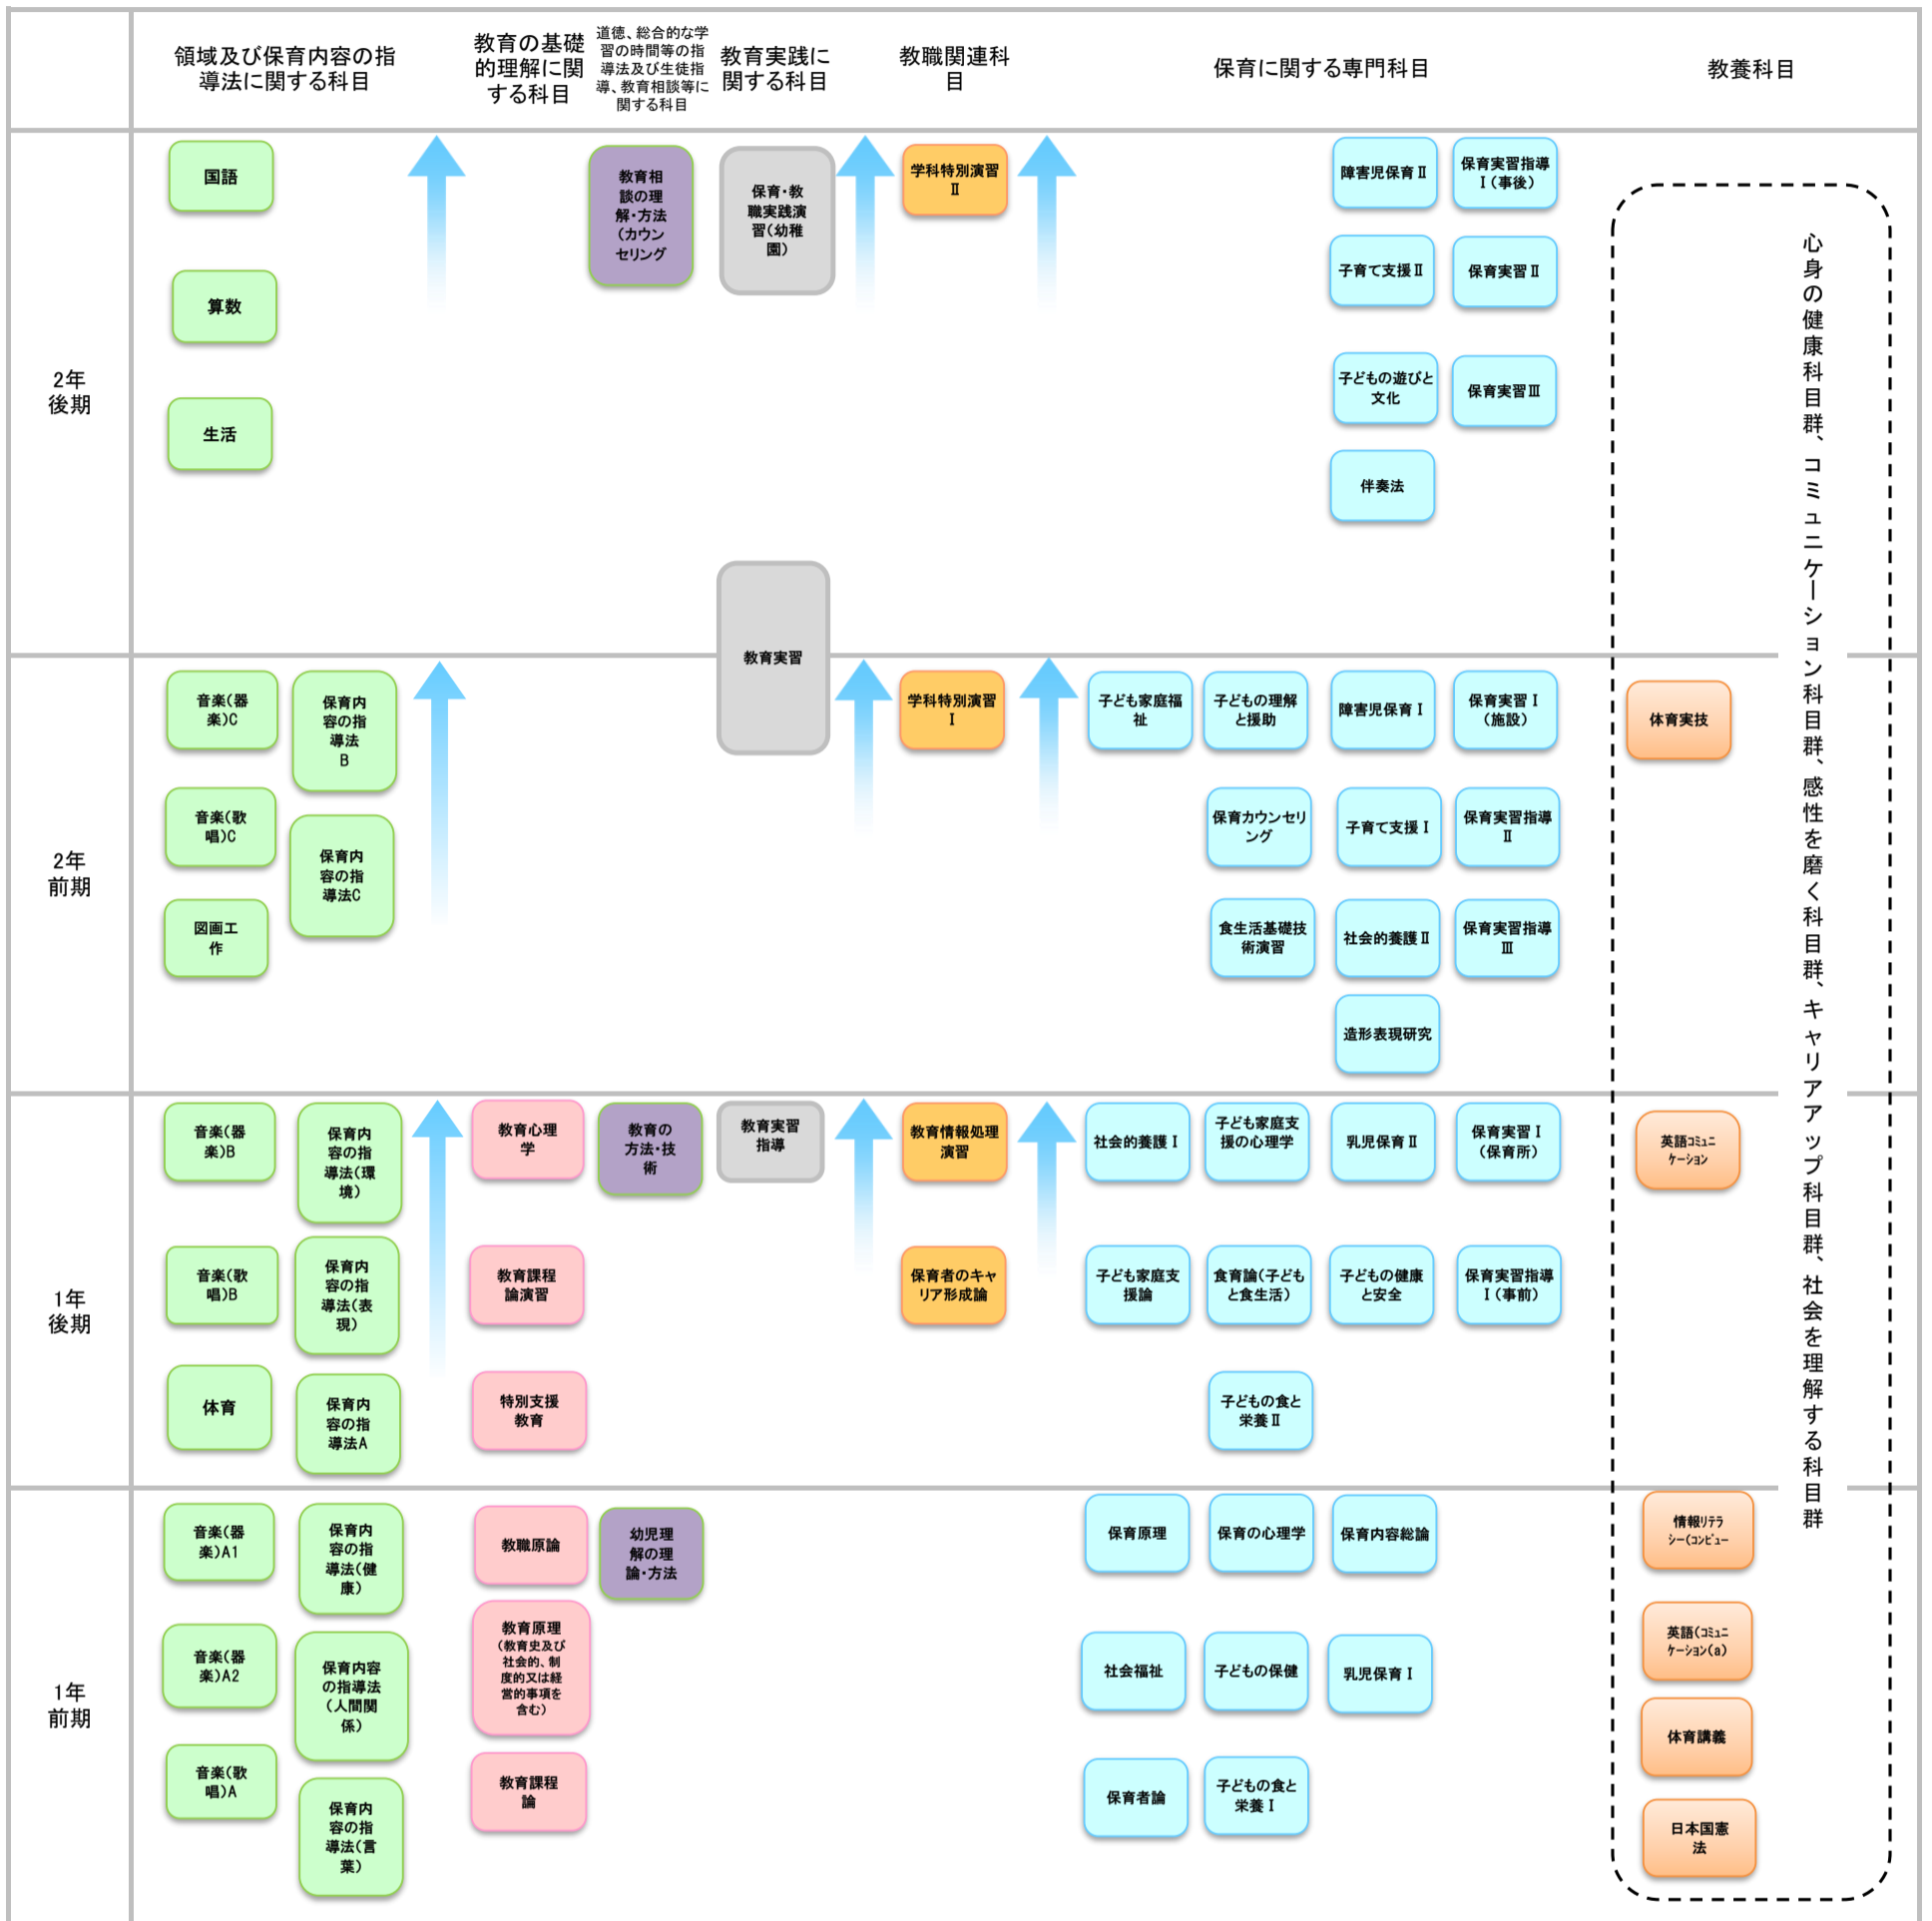 領域及び保育内容の指
導法に関する科目
教育の基礎
的理解に関
する科目
道徳、総合的な学
習の時間等の指
導法及び生徒指
導、教育相談等に
関する科目
教育実践に
関する科目
教職関連科
目
保育に関する専門科目
教養科目
2年
後期
国語
算数
生活
教育相
談の理
解・方法
(カウン
セリング
保育・教
職実践演
習(幼稚
園)
学科特別演習
Ⅱ
障害児保育Ⅱ
保育実習指導
Ⅰ(事後)
子育て支援Ⅱ
保育実習Ⅱ
子どもの遊びと
文化
保育実習Ⅲ
伴奏法
教育実習
2年
前期
音楽(器
楽)C
保育内
容の指
導法
B
音楽(歌
唱)C
保育内
容の指
導法C
図画工
作
学科特別演習
Ⅰ
子ども家庭福
祉
子どもの理解
と援助
障害児保育Ⅰ
保育実習Ⅰ
(施設)
保育カウンセリ
ング
子育て支援Ⅰ
保育実習指導
Ⅱ
食生活基礎技
術演習
社会的養護Ⅱ
保育実習指導
Ⅲ
造形表現研究
体育実技
1年
後期
音楽(器
楽)B
保育内
容の指
導法(環
境)
音楽(歌
唱)B
保育内
容の指
導法(表
現)
体育
保育内
容の指
導法A
教育心理
学
教育課程
論演習
特別支援
教育
教育の
方法・技
術
教育実習
指導
教育情報処理
演習
保育者のキャ
リア形成論
社会的養護Ⅰ
子ども家庭支
援の心理学
乳児保育Ⅱ
保育実習Ⅰ
(保育所)
子ども家庭支
援論
食育論(子ども
と食生活)
子どもの健康
と安全
保育実習指導
Ⅰ(事前)
子どもの食と
栄養Ⅱ
英語ｺﾐｭﾆ
ｹｰｼｮﾝ
1年
前期
音楽(器
楽)A1
保育内
容の指
導法(健
康)
音楽(器
楽)A2
保育内容
の指導法
(人間関
係)
音楽(歌
唱)A
保育内
容の指
導法(言
葉)
教職原論
教育原理
(教育史及び
社会的、制
度的又は経
営的事項を
含む)
教育課程
論
幼児理
解の理
論・方法
保育原理
保育の心理学
保育内容総論
社会福祉
子どもの保健
乳児保育Ⅰ
保育者論
子どもの食と
栄養Ⅰ
情報ﾘﾃﾗ
ｼｰ(ｺﾝﾋﾟｭｰ
英語(ｺﾐｭﾆ
ｹｰｼｮﾝ(a)
体育講義
日本国憲
法
心身の健康科目群、コミュニケーション科目群、感性を磨く科目群、キャリアアップ科目群、社会を理解する科目群